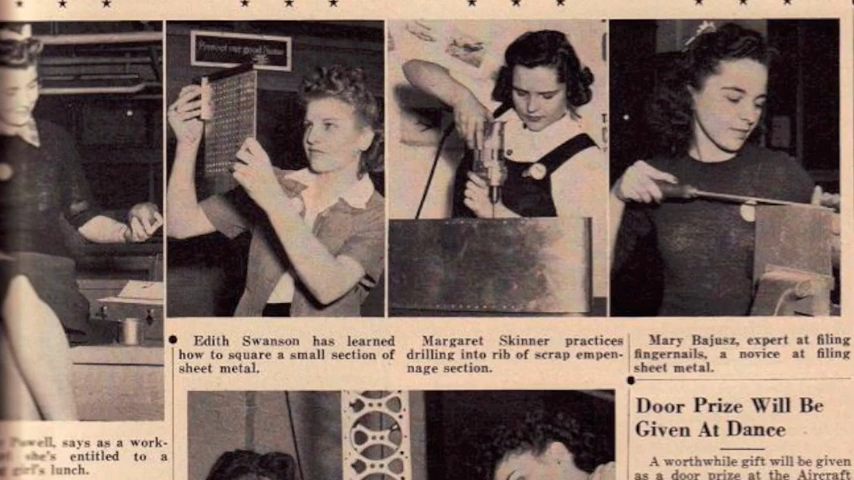 Protect our good Name
Edith Swanson has learned
how to square a small section of
sheet metal.
Margaret Skinner practices
drilling into rib of scrap empen-
nage section.
Mary Bajusz, expert at filing
fingernails, a novice at filing
sheet metal.
Powell, says as a work-
she's entitled to a
girl's lunch.
Door Prize Will Be
Given At Dance
A worthwhile gift will be given
as a door prize at the Aircraft